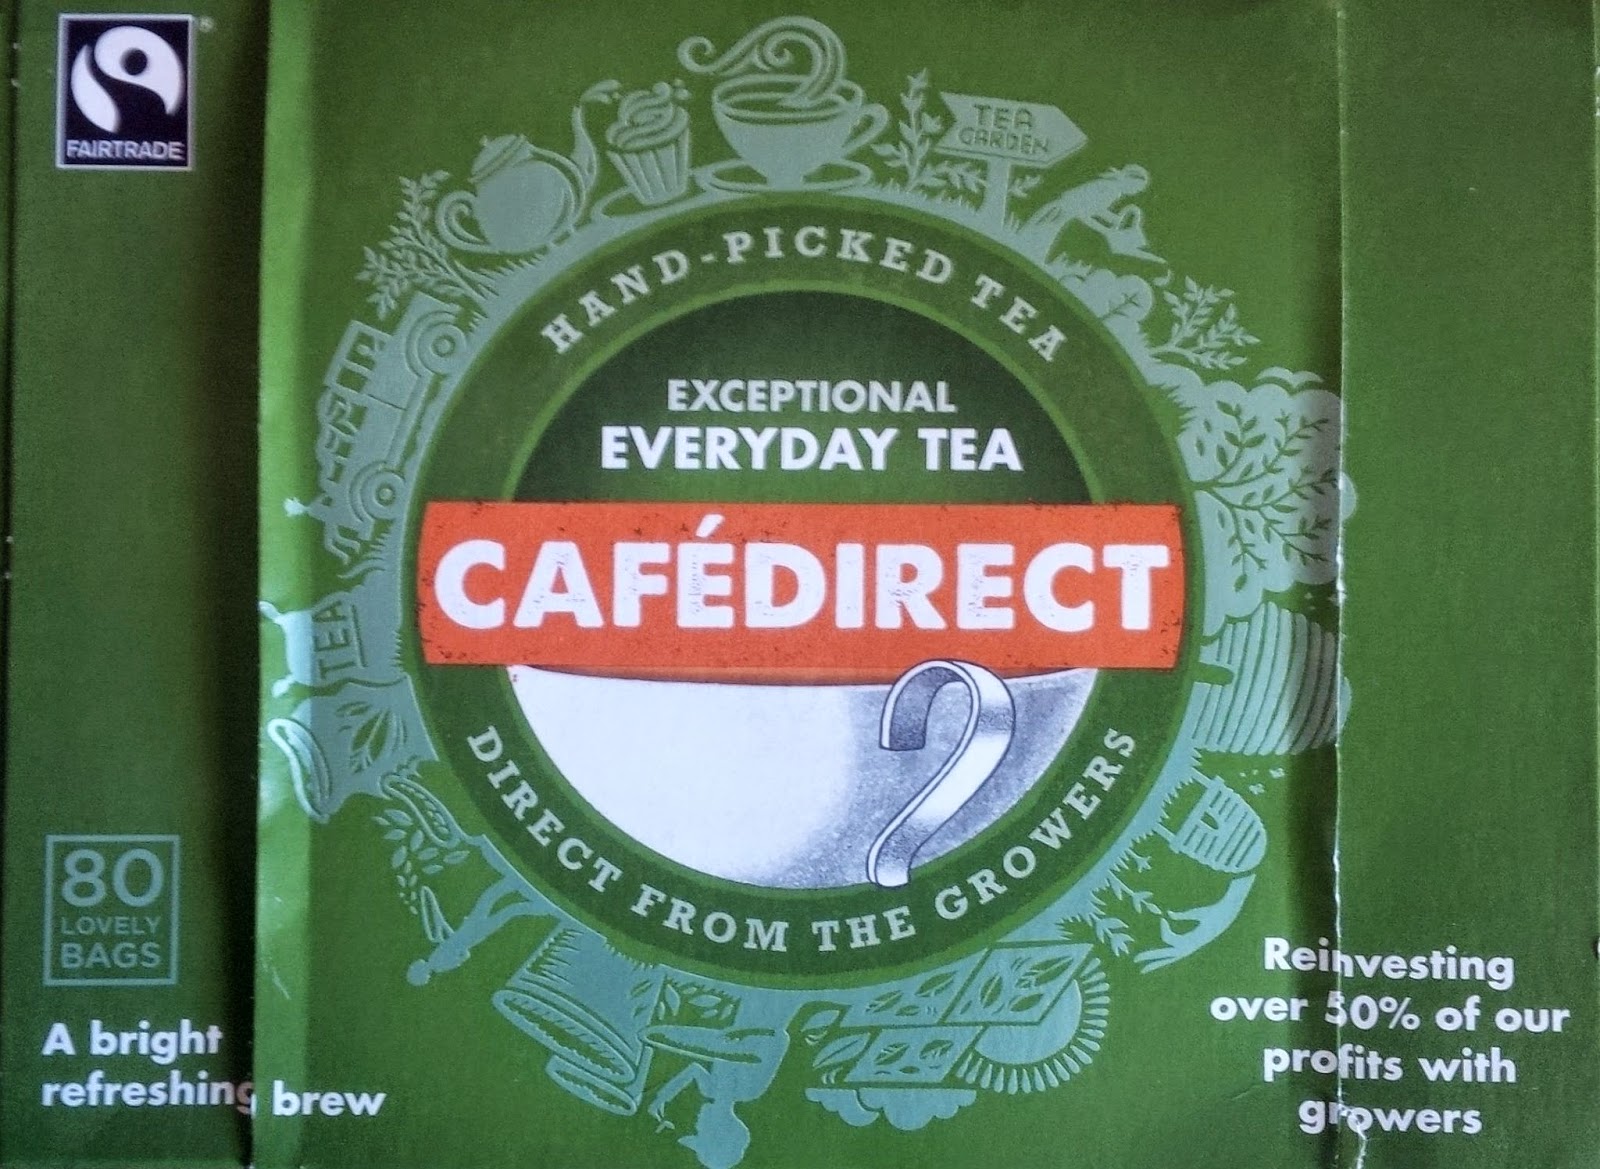 FAIRTRADE
TEA
GARDEN
HAND-PICKED TEA
EXCEPTIONAL
EVERYDAY TEA
CAFÉDIRECT
TEA
DIRECT FROM THE GROWERS
80
LOVELY
BAGS
A bright
refreshing brew
Reinvesting
over 50% of our
profits with
growers